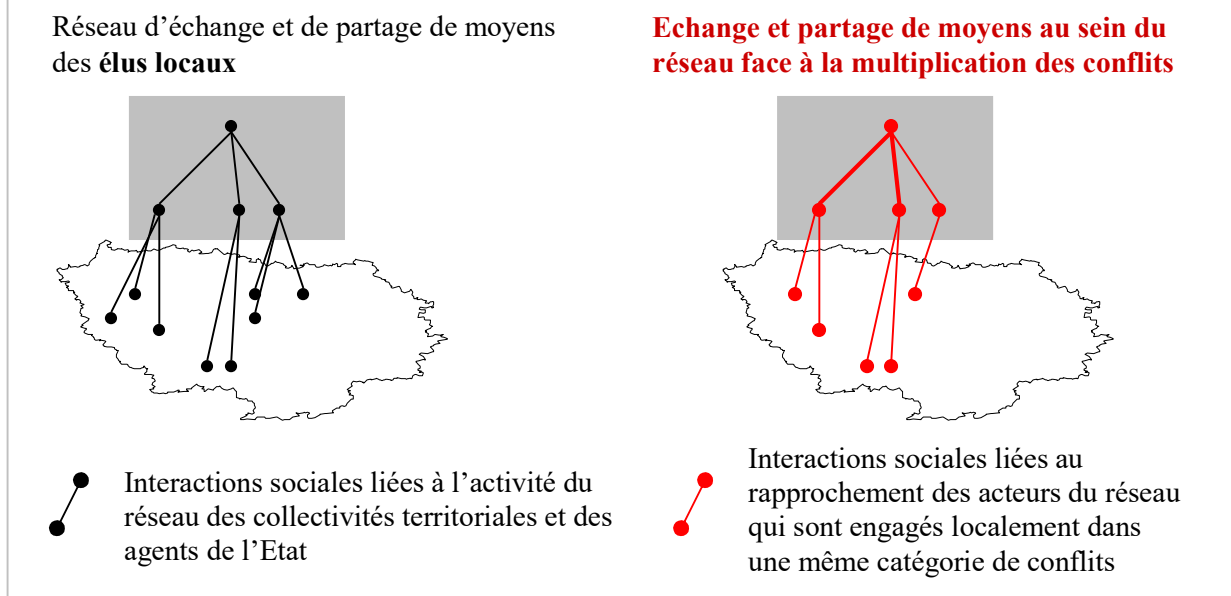 Réseau d’échange et de partage de moyens
des élus locaux
Echange et partage de moyens au sein du
réseau face à la multiplication des conflits
Interactions sociales liées à l’activité du
réseau des collectivités territoriales et des
agents de l’Etat
Interactions sociales liées au
rapprochement des acteurs du réseau
qui sont engagés localement dans
une même catégorie de conflits